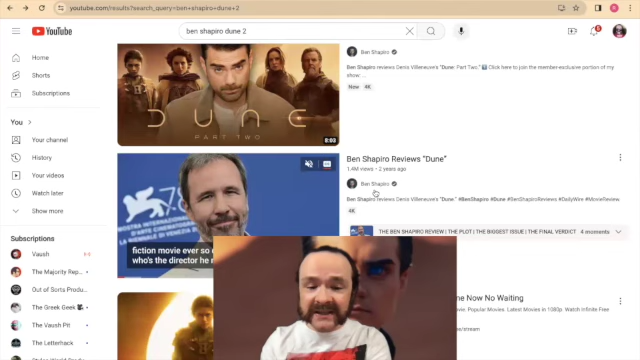 youtube.com/results?search_query=ben+shapiro+dune+2
YouTube
ben shapiro dune 2
Home
Shorts
Subscriptions
You
Your channel
History
Your videos
Watch later
Show more
Subscriptions
Vaush
The Majority Rep...
Out of Sorts Produ...
The Greek Geek
The Vaush Pit
The Letterhack
DUNE
PART TWO
8:03
Ben Shapiro
Ben Shapiro reviews Denis Villeneuve's "Dune: Part Two." Click here to join the member-exclusive portion of my
show ...
New 4K
Ben Shapiro Reviews "Dune"
1.4M views • 2 years ago
Ben Shapiro
Ben Shapiro reviews Denis Villeneuve's "Dune " #BenShapiro #Dune #BenShapiroReviews #DailyWire #MovieReview
4K
THE BEN SHAPIRO REVIEW | THE PLOT | THE BIGGEST ISSUE | THE FINAL VERDICT 4 moments
78
fiction movie ever so
who's the director he
me Now No Waiting
Popular Movies. Latest Movies in 1080p. Watch Infinite Free